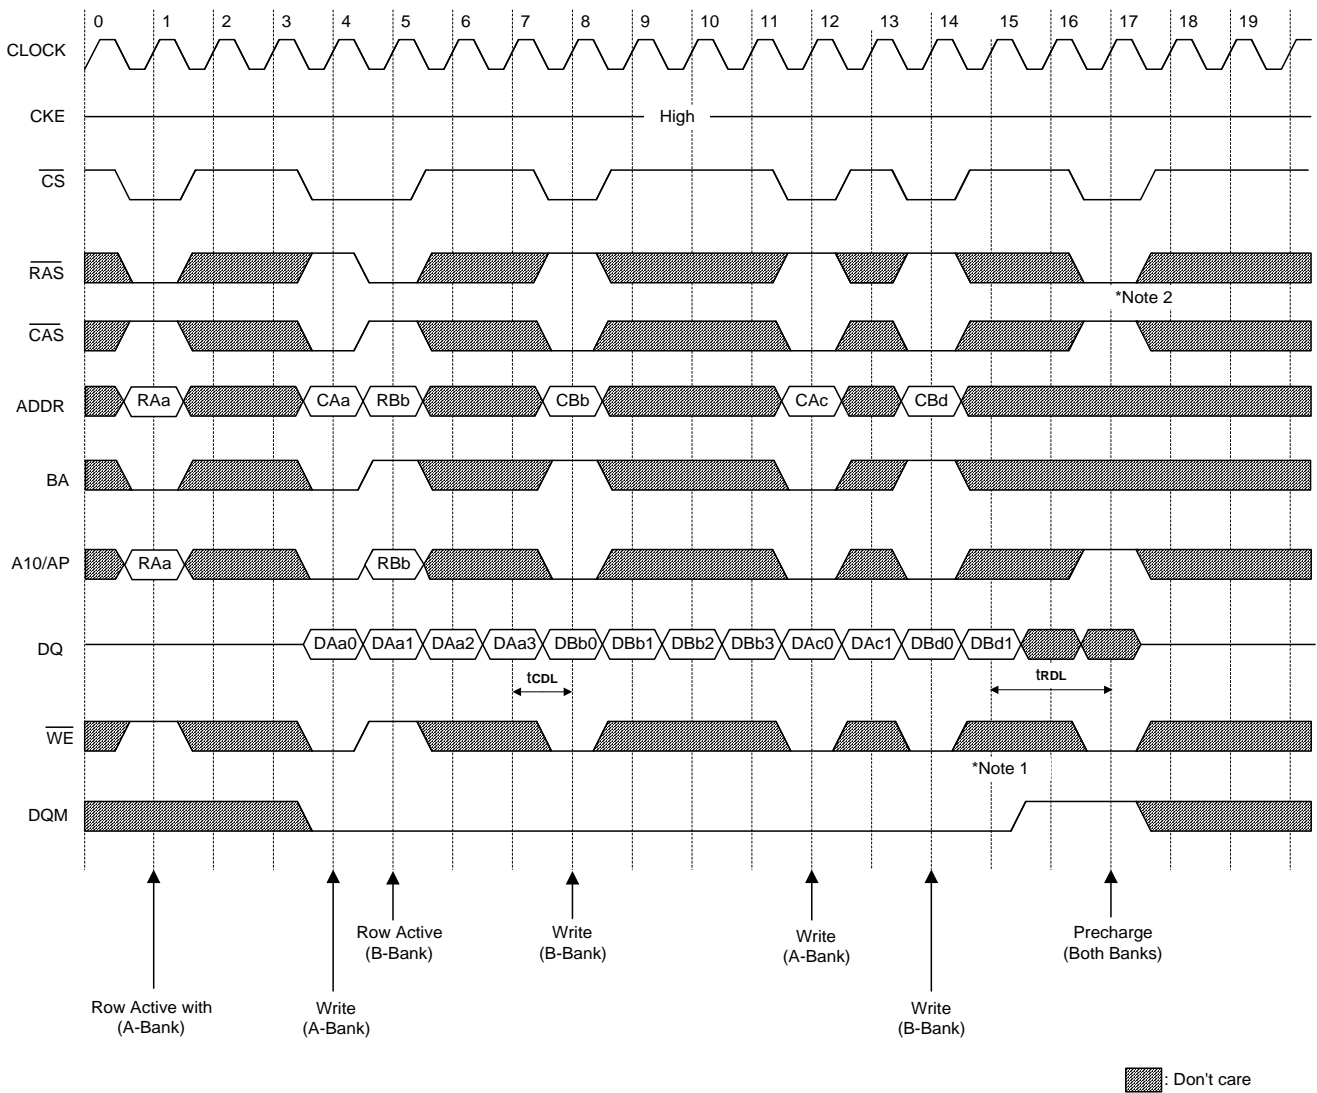 0 1 2 3 4 5 6 7 8 9 10 11 12 13 14 15 16 17 18 19
CLOCK
CKE High
CS
RAS
*Note 2
CAS
ADDR RAa CAa RBb CBb CAc CBd
BA
A10/AP RAa RBb
DQ DAa0 DAa1 DAa2 DAa3 DBb0 DBb1 DBb2 DBb3 DAc0 DAc1 DBd0 DBd1
tCDL tRDL
WE
*Note 1
DQM
Row Active
(B-Bank)
Write
(B-Bank)
Write
(A-Bank)
Precharge
(Both Banks)
Row Active with
(A-Bank)
Write
(A-Bank)
Write
(B-Bank)
: Don't care